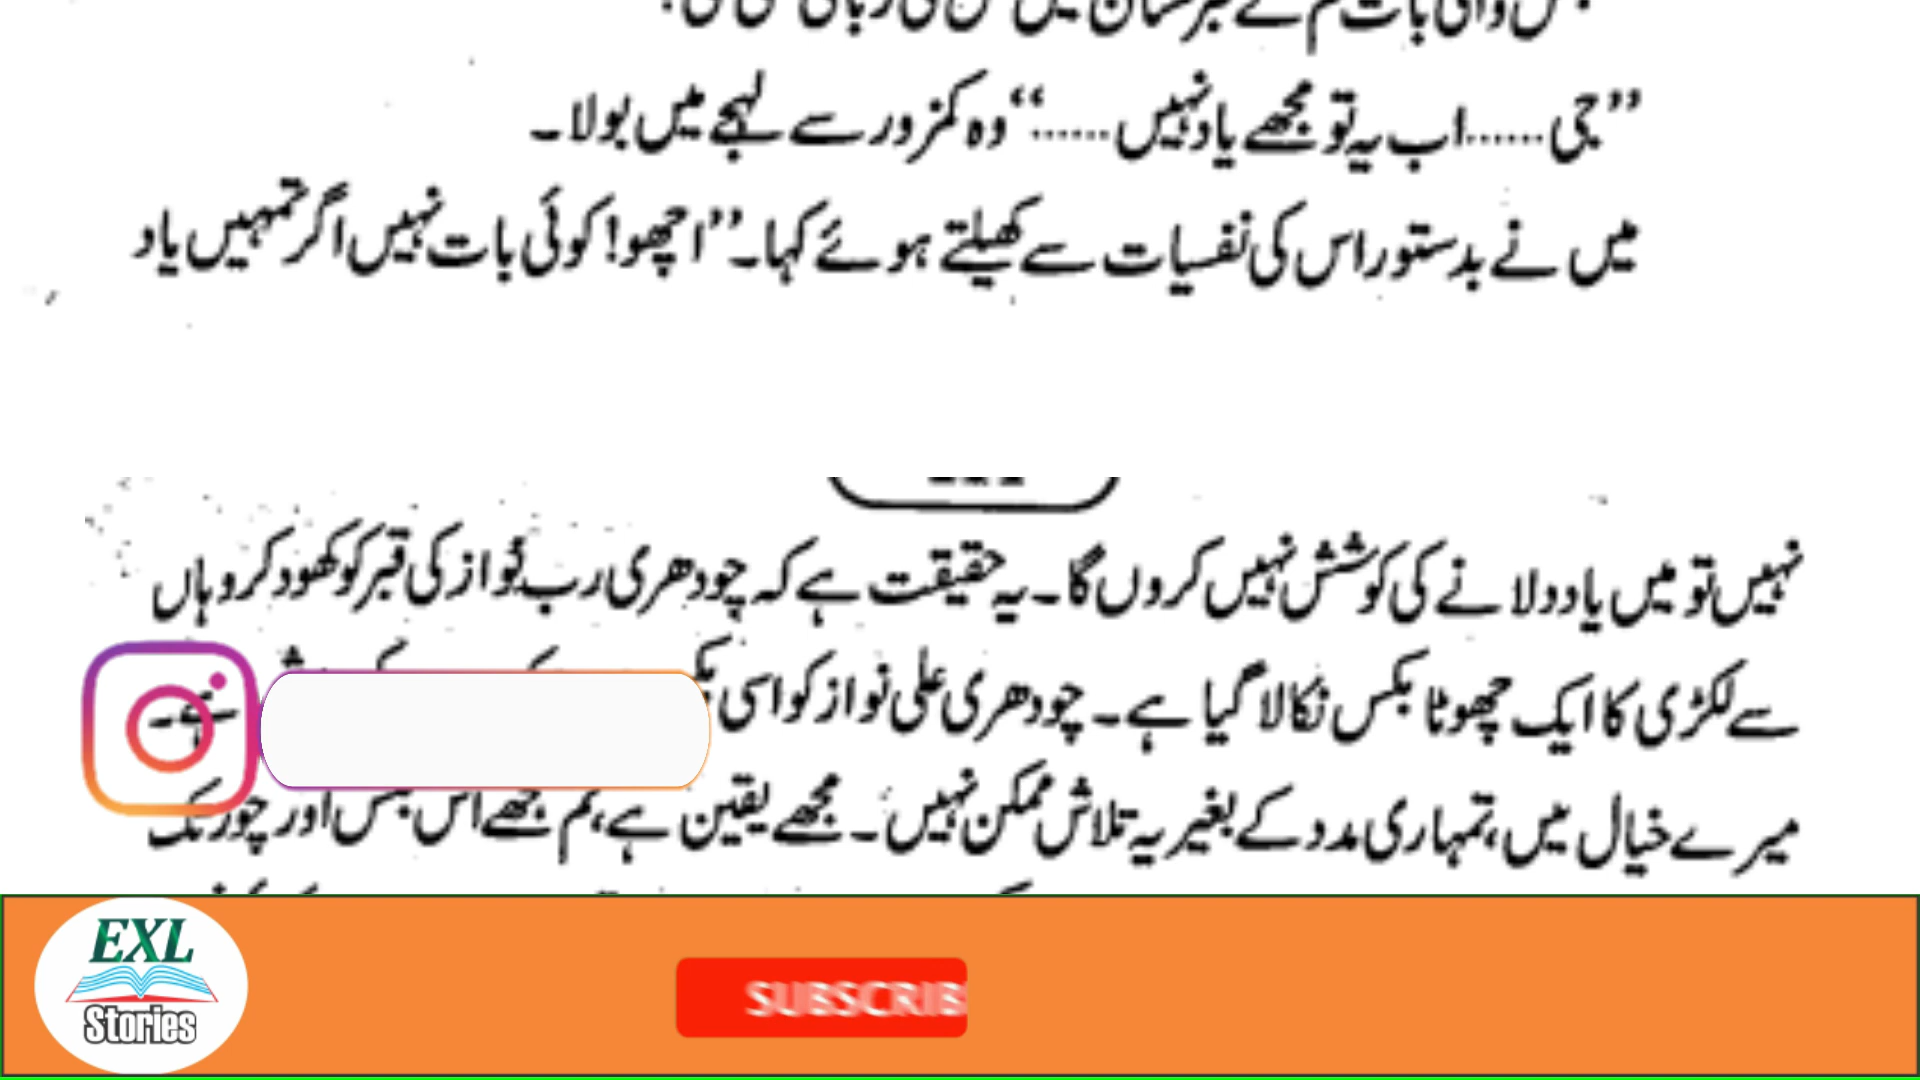 ”جی......اب یہ تو مجھے یاد نہیں......“ وہ کمزور سے لہجے میں بولا۔
میں نے بدستور اس کی نفسیات سے کھیلتے ہوئے کہا۔ ”اچھو! کوئی بات نہیں اگر تمہیں یاد
نہیں تو میں یاد دلانے کی کوشش نہیں کروں گا۔ یہ حقیقت ہے کہ چودھری رب نواز کی قبر کو کھود کر وہاں
سے لکڑی کا ایک چھوٹا بکس نکالا گیا ہے۔ چودھری علی نواز کو اسی
میرے خیال میں، تمہاری مدد کے بغیر یہ تلاش ممکن نہیں۔ مجھے یقین ہے، تم مجھے اس بکس اور چور تک
EXL
Stories
SUBSCRIB